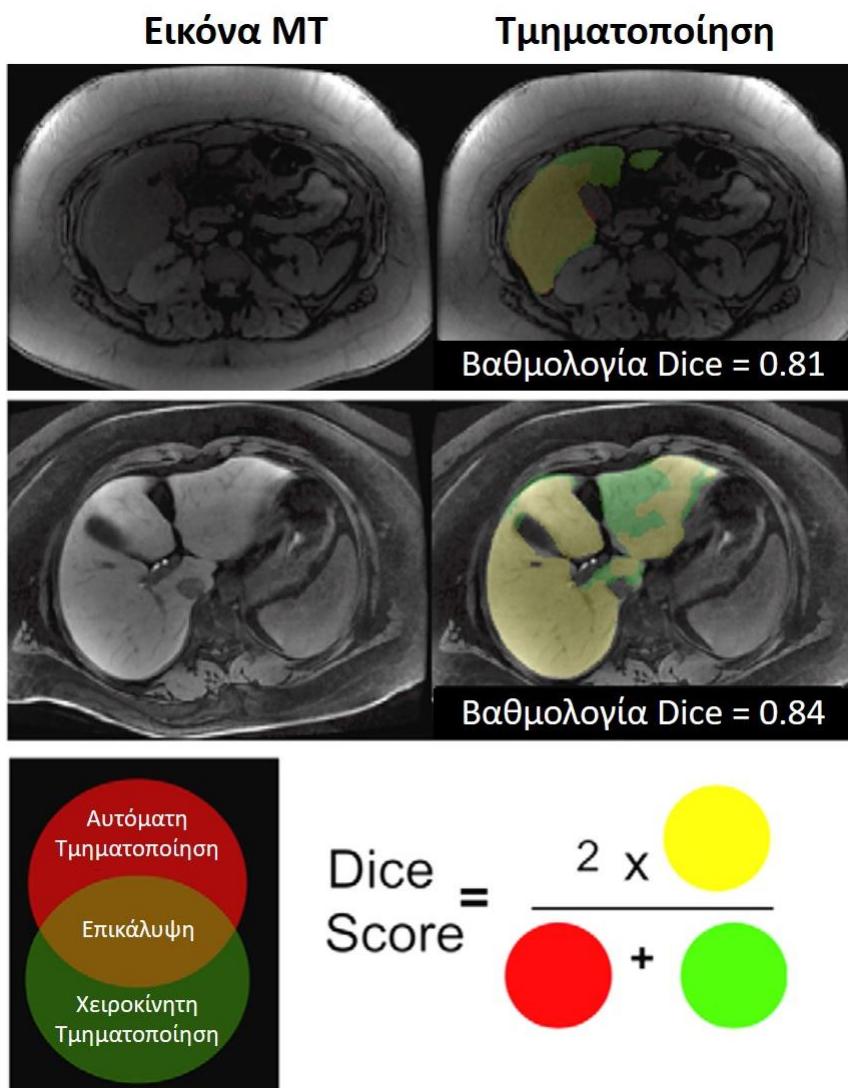 Εικόνα ΜΤ
Τμηματοποίηση
Βαθμολογία Dice = 0.81
Βαθμολογία Dice = 0.84
Αυτόματη
Τμηματοποίηση
Επικάλυψη
Χειροκίνητη
Τμηματοποίηση
Dice
Score
=
2 x
+